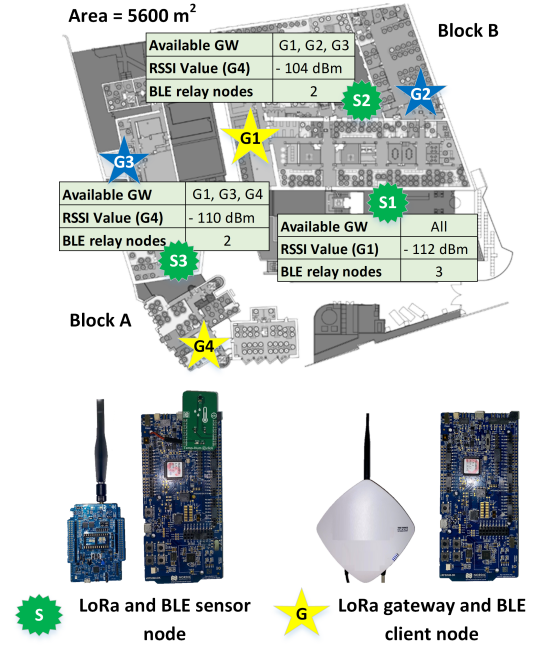 Area = 5600 m²
Block B
Available GW G1, G2, G3
RSSI Value (G4) - 104 dBm
BLE relay nodes 2
S2
G2
G1
G3
Available GW G1, G3, G4
RSSI Value (G4) - 110 dBm
BLE relay nodes 2
S1
Available GW All
RSSI Value (G1) - 112 dBm
BLE relay nodes 3
S3
Block A
G4
S
LoRa and BLE sensor
node
G
LoRa gateway and BLE
client node